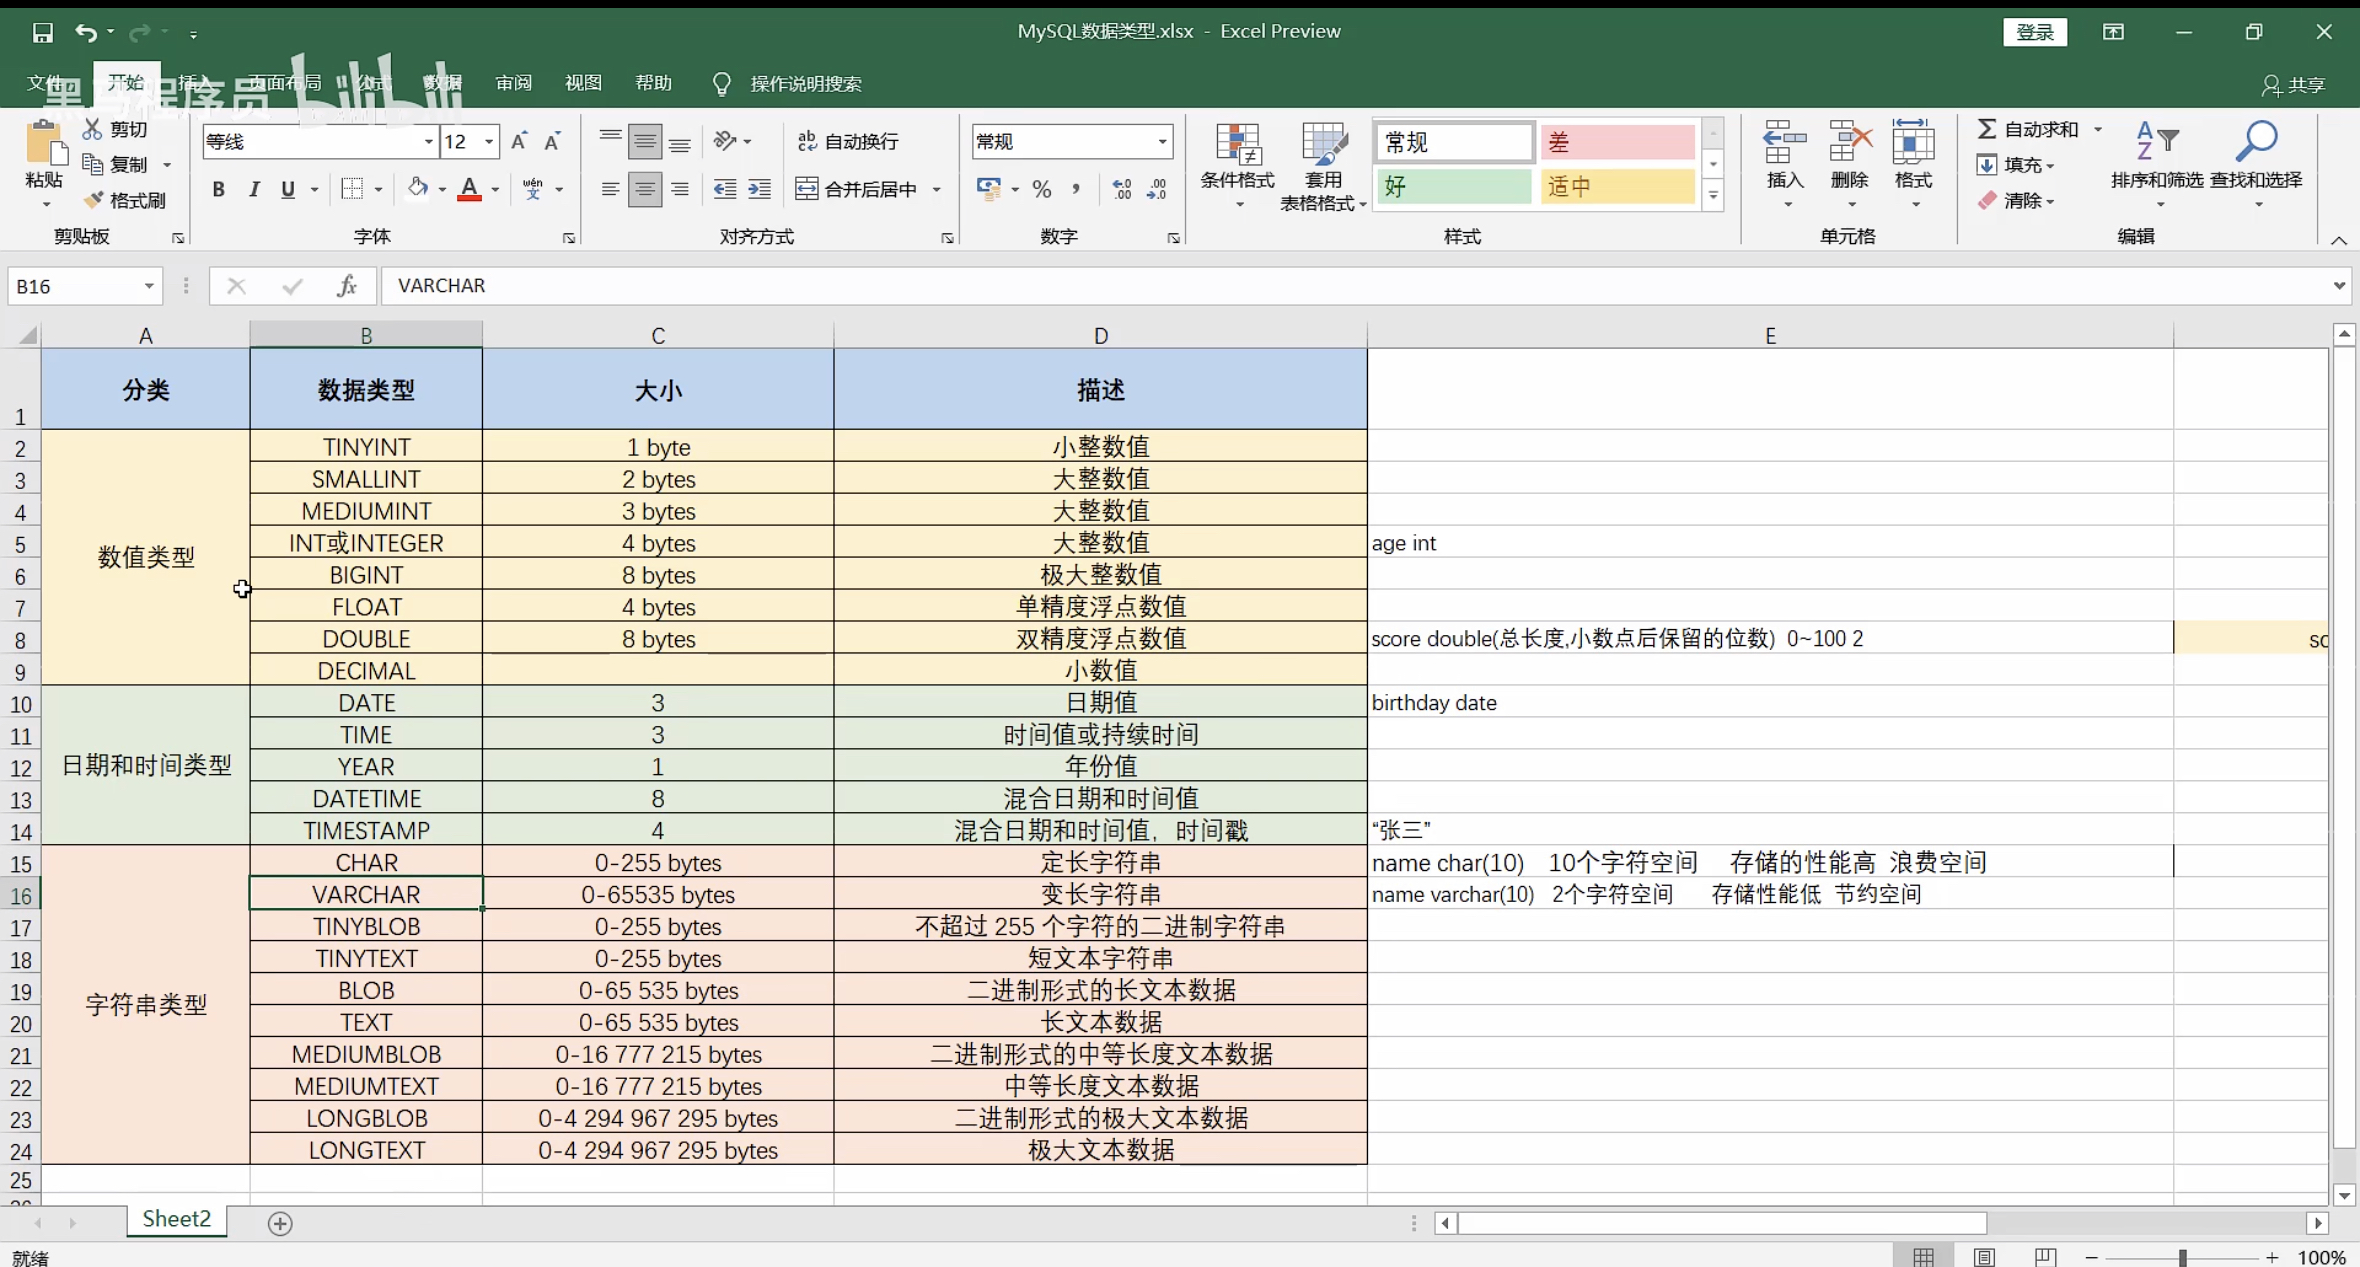 MySQL数据类型.xlsx - Excel Preview
登录
文件 开始 插入 页面布局 公式 数据 审阅 视图 帮助 操作说明搜索
共享
黑马程序员 bilibili
粘贴 剪切 复制 格式刷
剪贴板
等线 12
B I U A wén 文
字体
ab 自动换行
合并后居中
对齐方式
常规
% , .00 .0
数字
条件格式 套用表格格式
常规 差
好 适中
样式
插入 删除 格式
单元格
自动求和
填充
清除
排序和筛选 查找和选择
编辑
B16 fx VARCHAR
A B C D E
1 分类 数据类型 大小 描述
2 TINYINT 1 byte 小整数值
3 SMALLINT 2 bytes 大整数值
4 MEDIUMINT 3 bytes 大整数值
5 数值类型 INT或INTEGER 4 bytes 大整数值 age int
6 BIGINT 8 bytes 极大整数值
7 FLOAT 4 bytes 单精度浮点数值
8 DOUBLE 8 bytes 双精度浮点数值 score double(总长度,小数点后保留的位数) 0~100 2 sc
9 DECIMAL 小数值
10 DATE 3 日期值 birthday date
11 TIME 3 时间值或持续时间
12 日期和时间类型 YEAR 1 年份值
13 DATETIME 8 混合日期和时间值
14 TIMESTAMP 4 混合日期和时间值，时间戳 “张三”
15 CHAR 0-255 bytes 定长字符串 name char(10) 10个字符空间 存储的性能高 浪费空间
16 VARCHAR 0-65535 bytes 变长字符串 name varchar(10) 2个字符空间 存储性能低 节约空间
17 TINYBLOB 0-255 bytes 不超过 255 个字符的二进制字符串
18 TINYTEXT 0-255 bytes 短文本字符串
19 字符串类型 BLOB 0-65 535 bytes 二进制形式的长文本数据
20 TEXT 0-65 535 bytes 长文本数据
21 MEDIUMBLOB 0-16 777 215 bytes 二进制形式的中等长度文本数据
22 MEDIUMTEXT 0-16 777 215 bytes 中等长度文本数据
23 LONGBLOB 0-4 294 967 295 bytes 二进制形式的极大文本数据
24 LONGTEXT 0-4 294 967 295 bytes 极大文本数据
25
Sheet2
就绪
100%